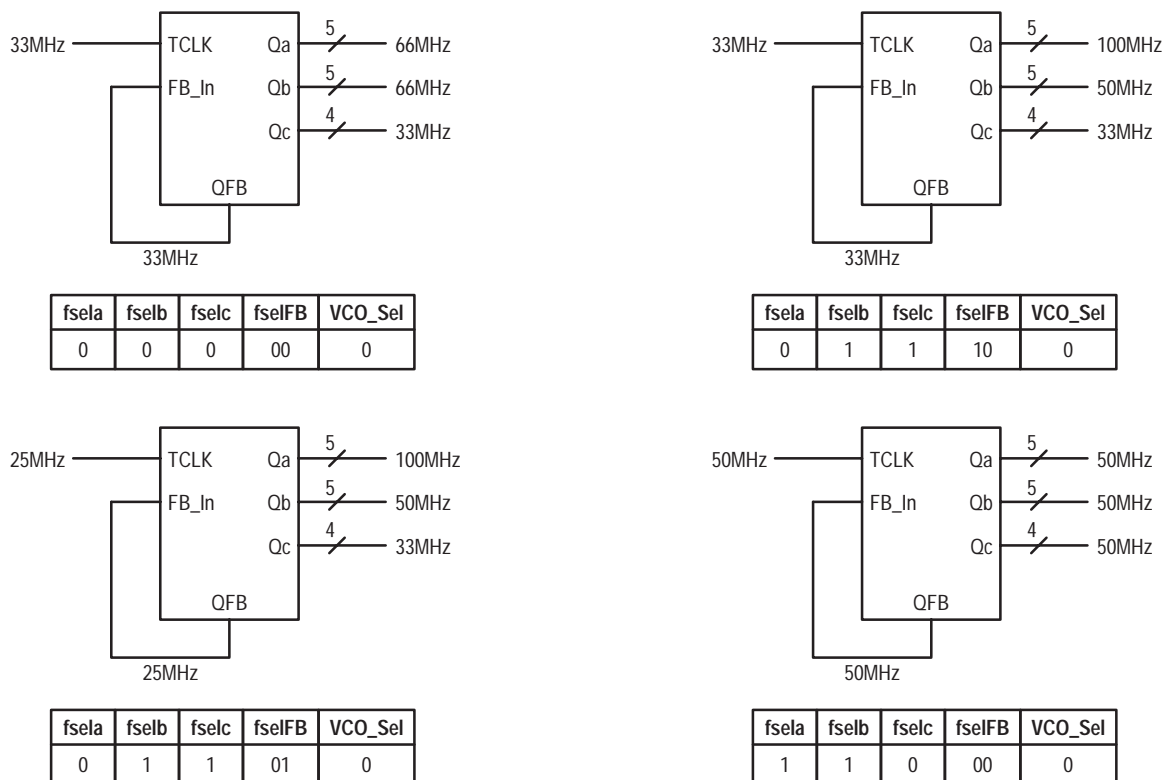 33MHz TCLK Qa 5 66MHz
FB_In Qb 5 66MHz
Qc 4 33MHz
QFB
33MHz
fsela fselb fselc fselFB VCO_Sel
0 0 0 00 0
33MHz TCLK Qa 5 100MHz
FB_In Qb 5 50MHz
Qc 4 33MHz
QFB
33MHz
fsela fselb fselc fselFB VCO_Sel
0 1 1 10 0
25MHz TCLK Qa 5 100MHz
FB_In Qb 5 50MHz
Qc 4 33MHz
QFB
25MHz
fsela fselb fselc fselFB VCO_Sel
0 1 1 01 0
50MHz TCLK Qa 5 50MHz
FB_In Qb 5 50MHz
Qc 4 50MHz
QFB
50MHz
fsela fselb fselc fselFB VCO_Sel
1 1 0 00 0